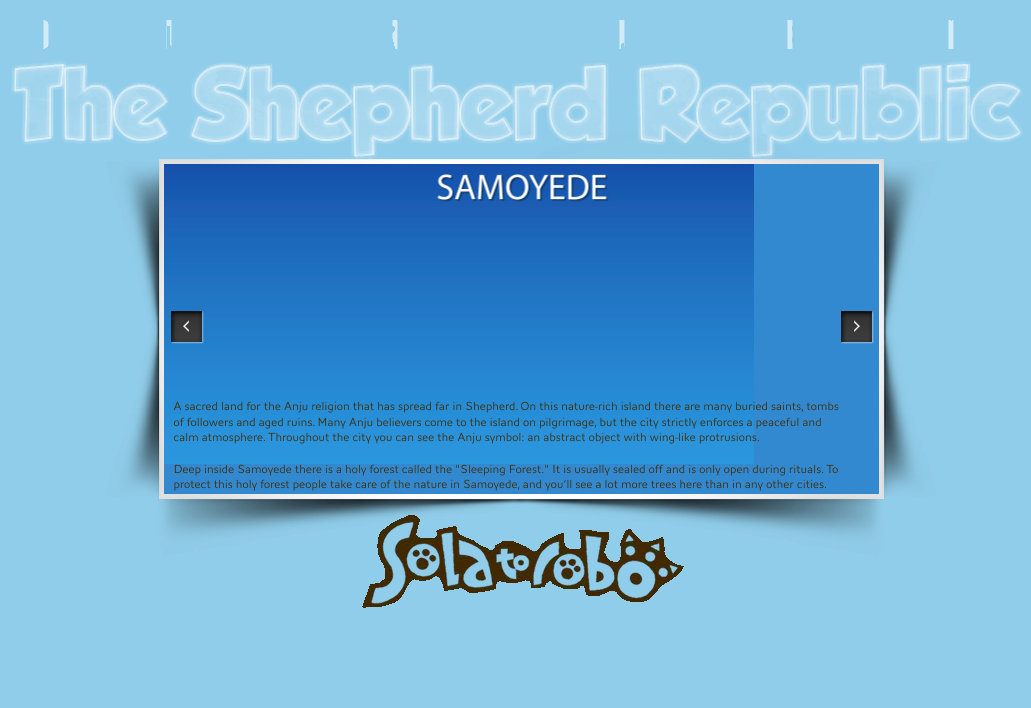 The Shepherd Republic
SAMOYEDE
A sacred land for the Anju religion that has spread far in Shepherd. On this nature-rich island there are many buried saints, tombs
of followers and aged ruins. Many Anju believers come to the island on pilgrimage, but the city strictly enforces a peaceful and
calm atmosphere. Throughout the city you can see the Anju symbol: an abstract object with wing-like protrusions.
Deep inside Samoyede there is a holy forest called the "Sleeping Forest." It is usually sealed off and is only open during rituals. To
protect this holy forest people take care of the nature in Samoyede, and you'll see a lot more trees here than in any other cities.
Solatorobo